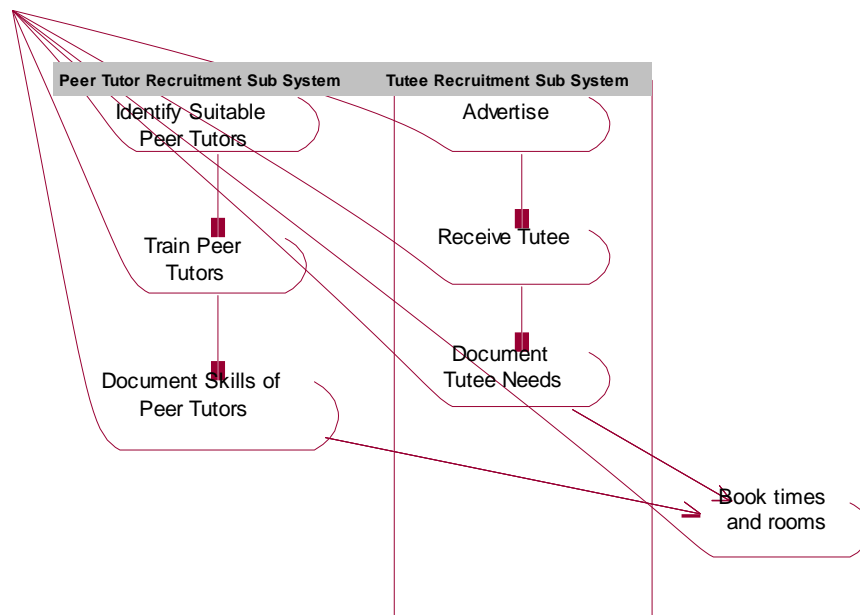 Peer Tutor Recruitment Sub System
Tutee Recruitment Sub System
Identify Suitable
Peer Tutors
Advertise
Train Peer
Tutors
Receive Tutee
Document Skills of
Peer Tutors
Document
Tutee Needs
Book times
and rooms